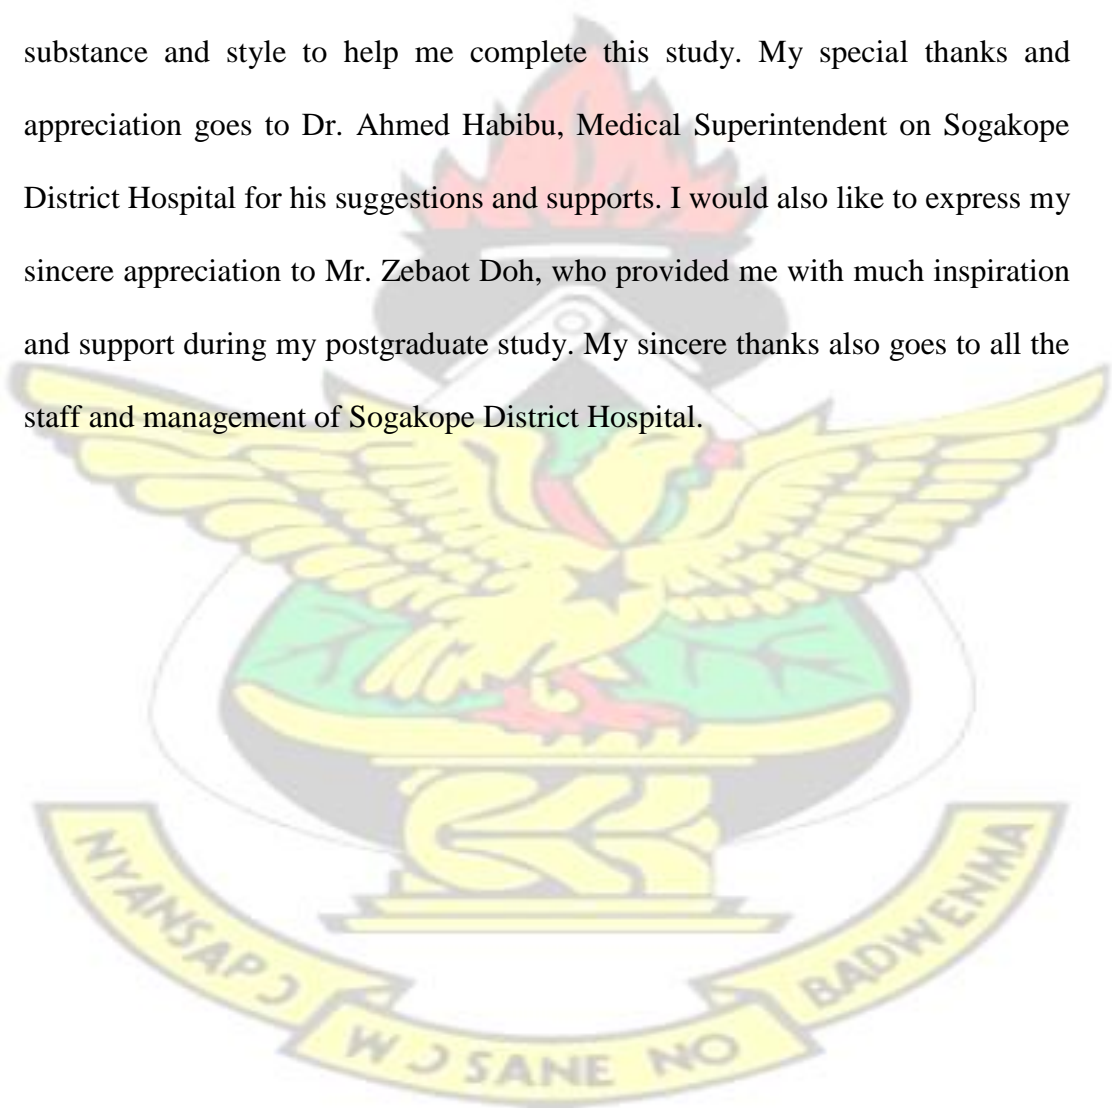 substance and style to help me complete this study. My special thanks and
appreciation goes to Dr. Ahmed Habibu, Medical Superintendent on Sogakope
District Hospital for his suggestions and supports. I would also like to express my
sincere appreciation to Mr. Zebaot Doh, who provided me with much inspiration
and support during my postgraduate study. My sincere thanks also goes to all the
staff and management of Sogakope District Hospital.
NYANSAPƆ WƆSANE NO BADWENMA